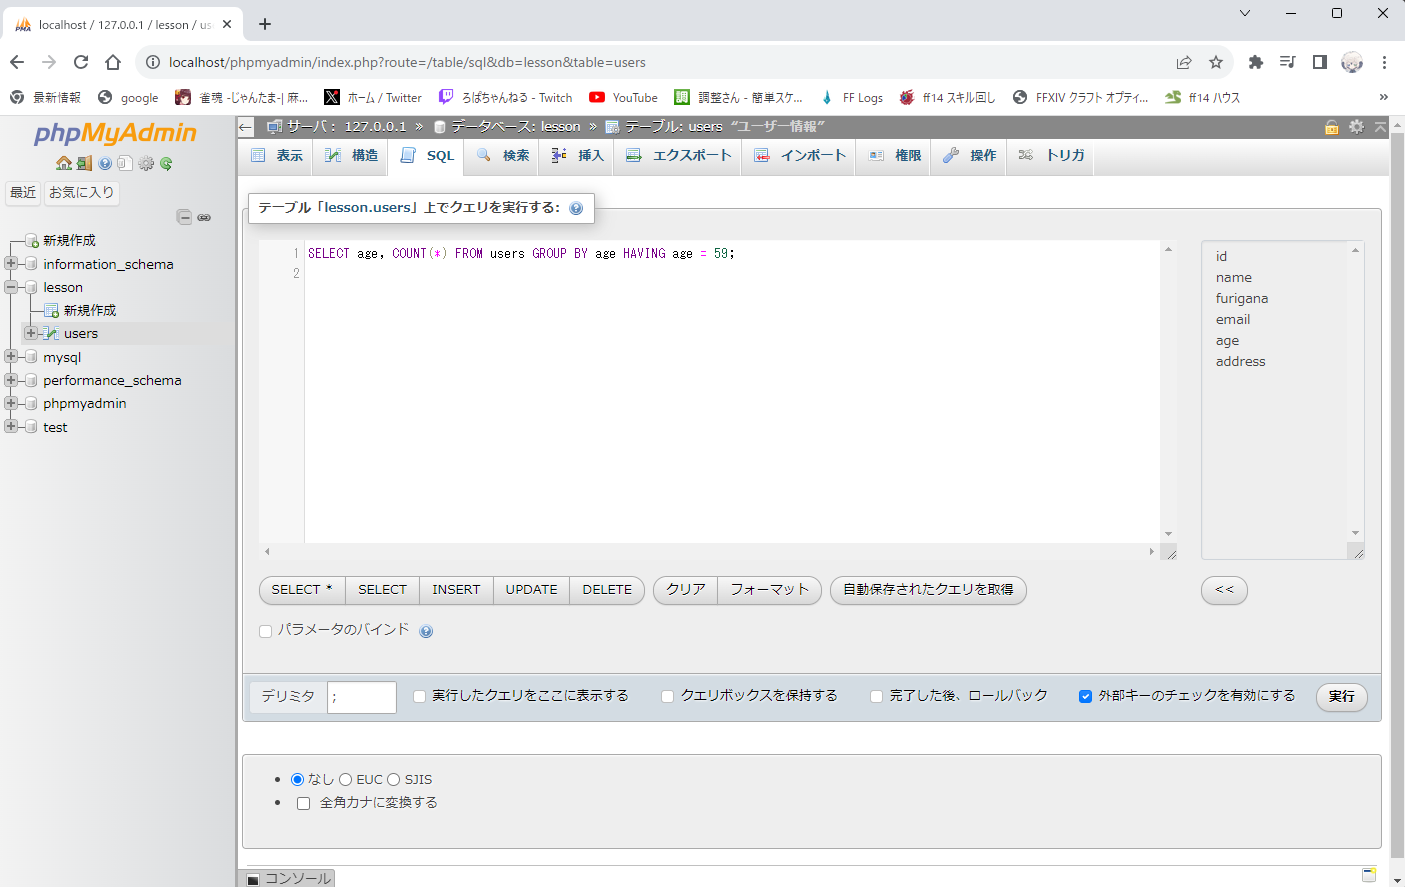 localhost / 127.0.0.1 / lesson / us
localhost/phpmyadmin/index.php?route=/table/sql&db=lesson&table=users
最新情報 google 雀魂 -じゃんたま-| 麻... ホーム / Twitter ろぱちゃんねる - Twitch YouTube 調整さん - 簡単スケ... FF Logs ff14 スキル回し FFXIV クラフト オプティ... ff14 ハウス »
phpMyAdmin
最近 お気に入り
新規作成
information_schema
lesson
新規作成
users
mysql
performance_schema
phpmyadmin
test
サーバ： 127.0.0.1 » データベース: lesson » テーブル: users “ユーザー情報”
表示 構造 SQL 検索 挿入 エクスポート インポート 権限 操作 トリガ
テーブル「lesson.users」上でクエリを実行する:
1 SELECT age, COUNT(*) FROM users GROUP BY age HAVING age = 59;
2
id
name
furigana
email
age
address
SELECT * SELECT INSERT UPDATE DELETE クリア フォーマット 自動保存されたクエリを取得 <<
パラメータのバインド
デリミタ ; 実行したクエリをここに表示する クエリボックスを保持する 完了した後、ロールバック 外部キーのチェックを有効にする 実行
なし EUC SJIS
全角カナに変換する
コンソール